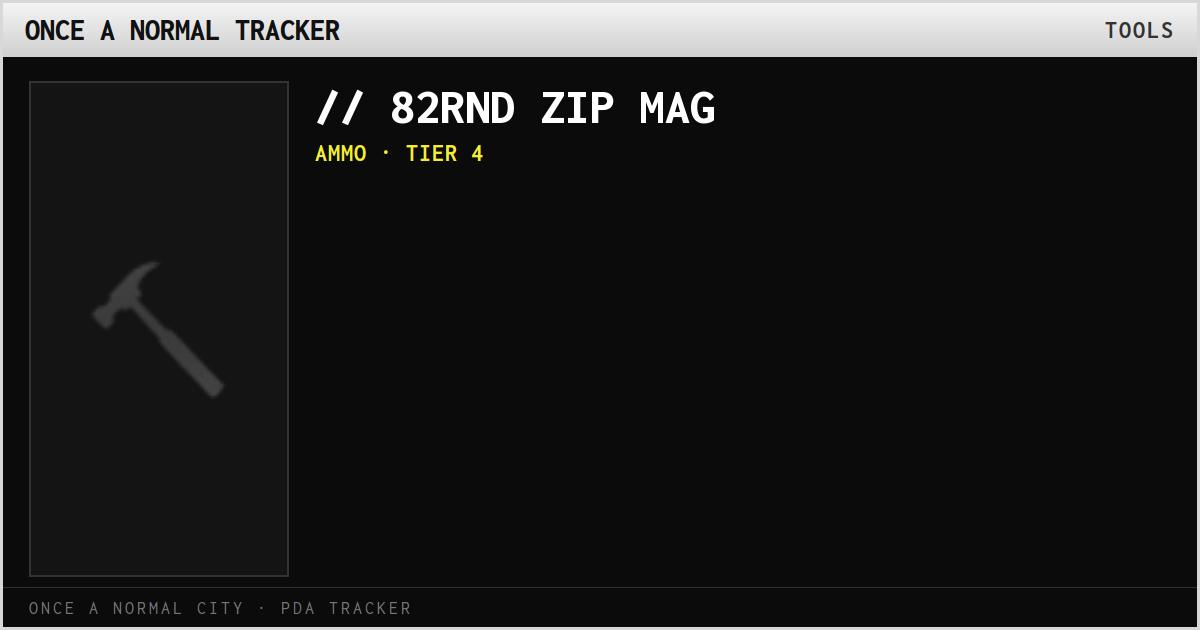 ONCE A NORMAL TRACKER
TOOLS
// 82RND ZIP MAG
AMMO · TIER 4
ONCE A NORMAL CITY · PDA TRACKER